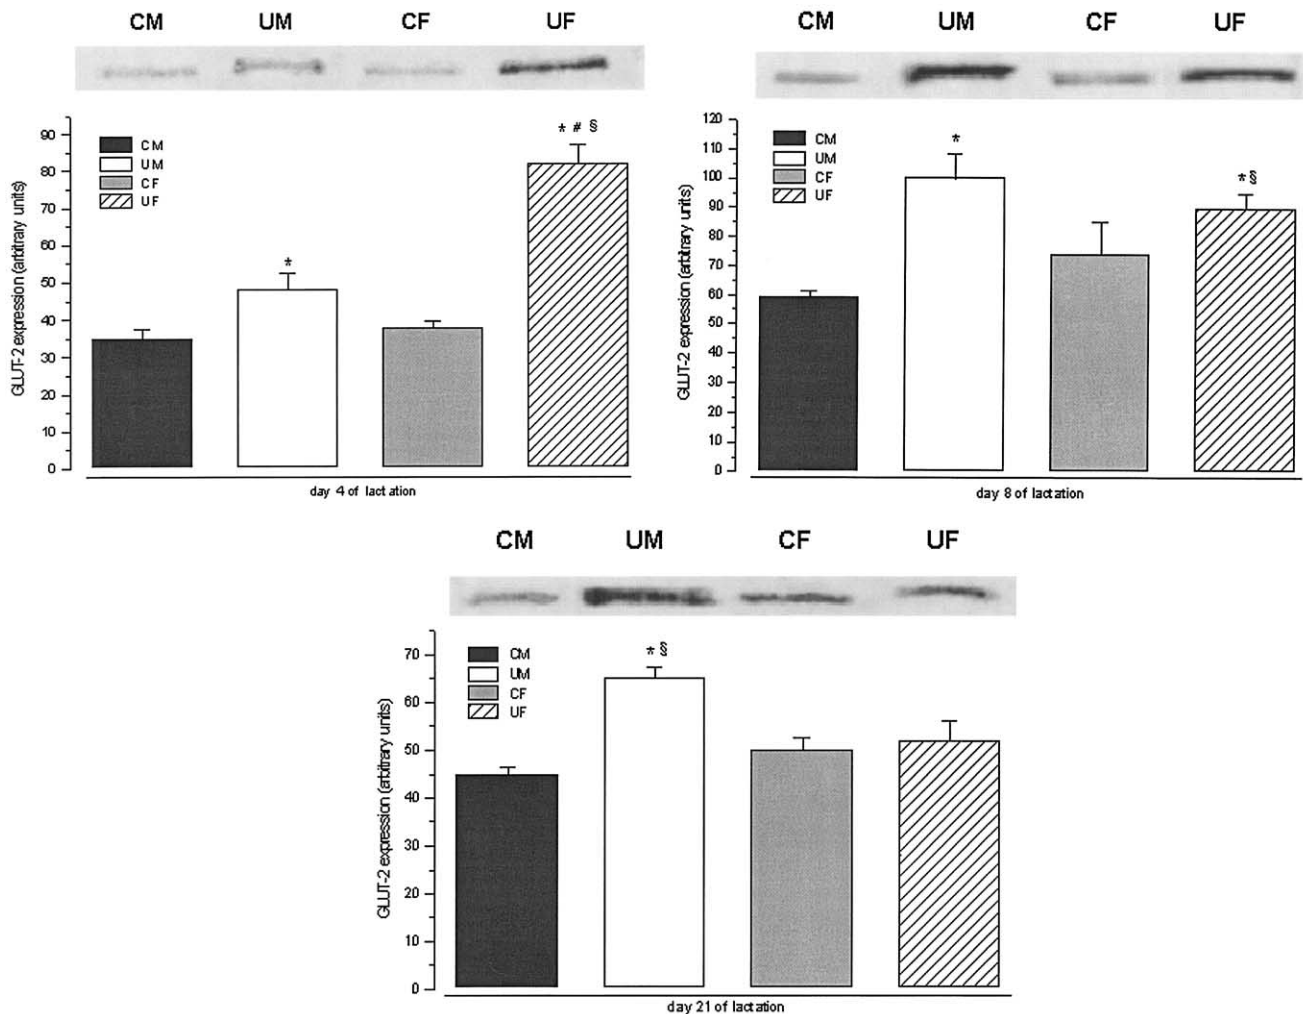 CM UM CF UF
* # §
*
CM
UM
CF
UF
90
80
70
60
50
40
30
20
10
0
GLUT-2 expression (arbitrary units)
day 4 of lactation
CM UM CF UF
*
*§
CM
UM
CF
UF
120
110
100
90
80
70
60
50
40
30
20
10
0
GLUT-2 expression (arbitrary units)
day 8 of lactation
CM UM CF UF
* §
CM
UM
CF
UF
70
60
50
40
30
20
10
0
GLUT-2 expression (arbitrary units)
day 21 of lactation